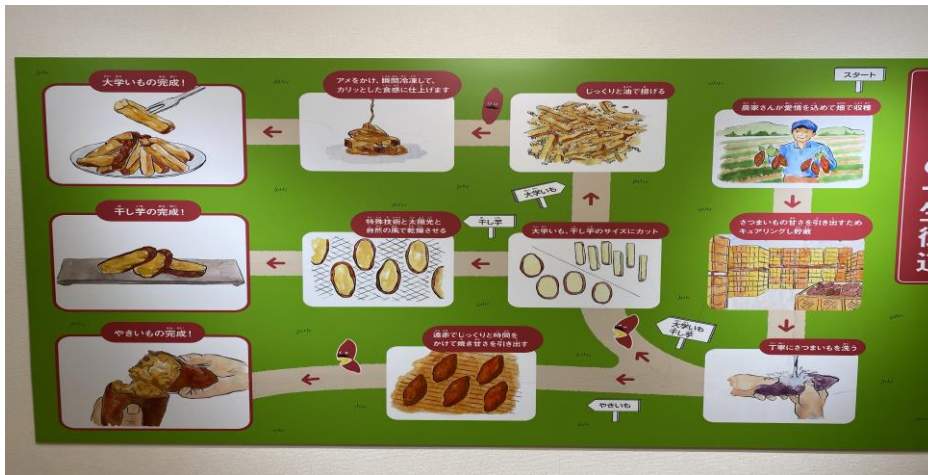 スタート
農家さんが愛情を込めて畑で収穫
さつまいもの甘さを引き出すため
キュアリングし貯蔵
丁寧にさつまいもを洗う
大学いも
干し芋
やきいも
大学いも、干し芋のサイズにカット
大学いも
じっくりと油で揚げる
アメをかけ、瞬間冷凍して、
カリッとした食感に仕上げます
大学いもの完成!
干し芋
特殊技術と太陽光と
自然の風で乾燥させる
干し芋の完成!
遠赤でじっくりと時間を
かけて焼き甘さを引き出す
やきいもの完成!